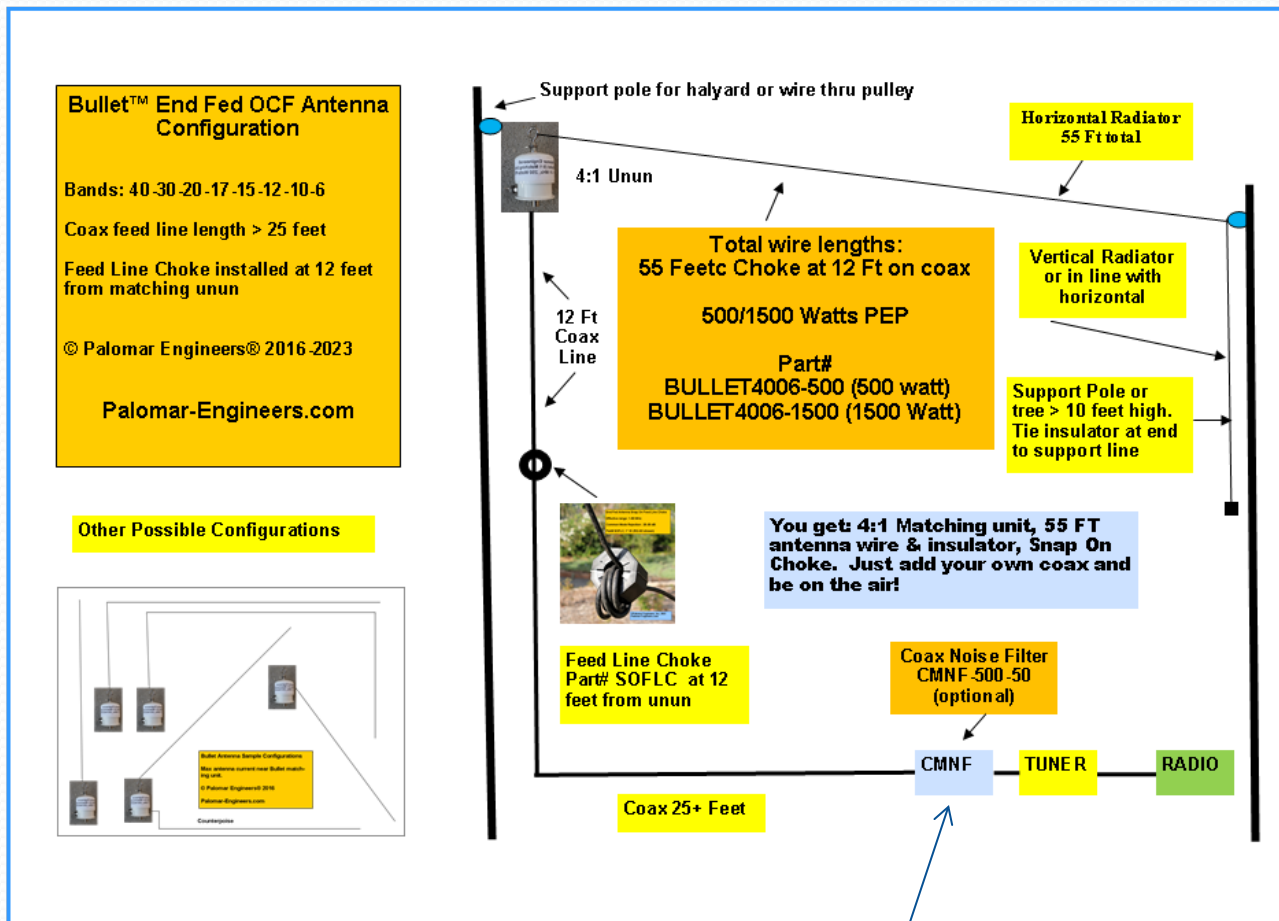 Bullet™ End Fed OCF Antenna
Configuration
Bands: 40-30-20-17-15-12-10-6
Coax feed line length > 25 feet
Feed Line Choke installed at 12 feet
from matching unun
© Palomar Engineers® 2016-2023
Palomar-Engineers.com
Support pole for halyard or wire thru pulley
4:1 Unun
Horizontal Radiator
55 Ft total
Total wire lengths:
55 Feetc Choke at 12 Ft on coax
500/1500 Watts PEP
Part#
BULLET4006-500 (500 watt)
BULLET4006-1500 (1500 Watt)
Vertical Radiator
or in line with
horizontal
12 Ft
Coax
Line
Support Pole or
tree > 10 feet high.
Tie insulator at end
to support line
Other Possible Configurations
You get: 4:1 Matching unit, 55 FT
antenna wire & insulator, Snap On
Choke. Just add your own coax and
be on the air!
Feed Line Choke
Part# SOFLC at 12
feet from unun
Coax Noise Filter
CMNF-500-50
(optional)
CMNF
TUNER
RADIO
Coax 25+ Feet
Bullet Antenna Sample Configurations
Max antenna current near Bullet match-
ing unit.
© Palomar Engineers® 2016
Palomar-Engineers.com
Counterpoise